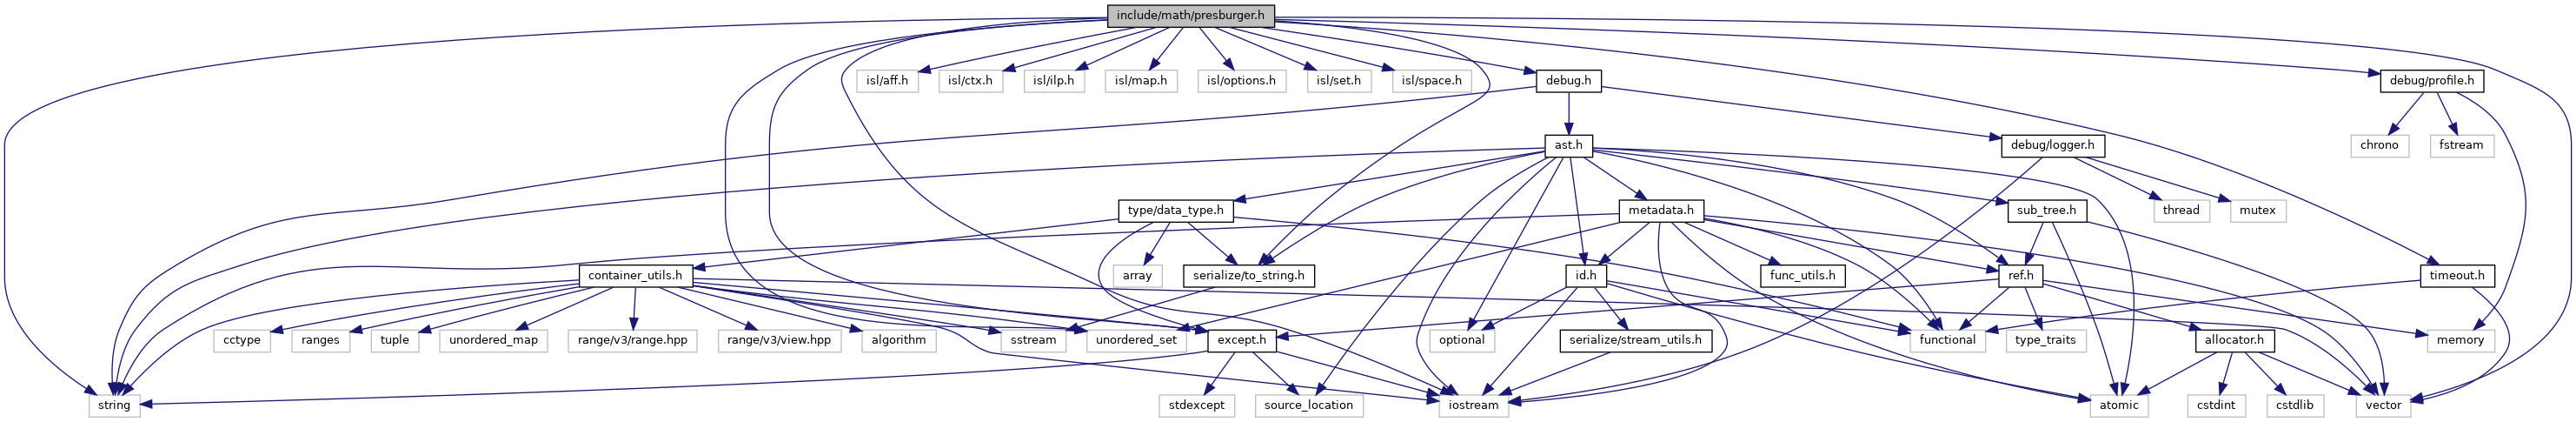 include/math/presburger.h
isl/aff.h
isl/ctx.h
isl/ilp.h
isl/map.h
isl/options.h
isl/set.h
isl/space.h
debug.h
debug/profile.h
ast.h
debug/logger.h
chrono
fstream
type/data_type.h
metadata.h
sub_tree.h
thread
mutex
container_utils.h
array
serialize/to_string.h
id.h
func_utils.h
ref.h
timeout.h
cctype
ranges
tuple
unordered_map
range/v3/range.hpp
range/v3/view.hpp
algorithm
sstream
unordered_set
except.h
optional
serialize/stream_utils.h
functional
type_traits
allocator.h
memory
string
stdexcept
source_location
iostream
atomic
cstdint
cstdlib
vector